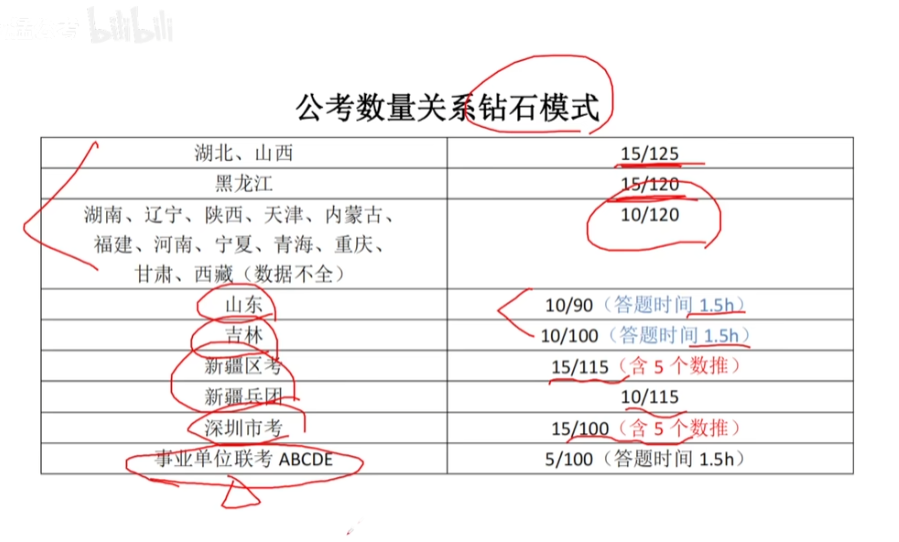 bilibili
公考数量关系钻石模式
湖北、山西
15/125
黑龙江
15/120
湖南、辽宁、陕西、天津、内蒙古、
福建、河南、宁夏、青海、重庆、
甘肃、西藏（数据不全）
10/120
山东
10/90（答题时间 1.5h）
吉林
10/100（答题时间 1.5h）
新疆区考
15/115（含 5 个数推）
新疆兵团
10/115
深圳市考
15/100（含 5 个数推）
事业单位联考 ABCDE
5/100（答题时间 1.5h）